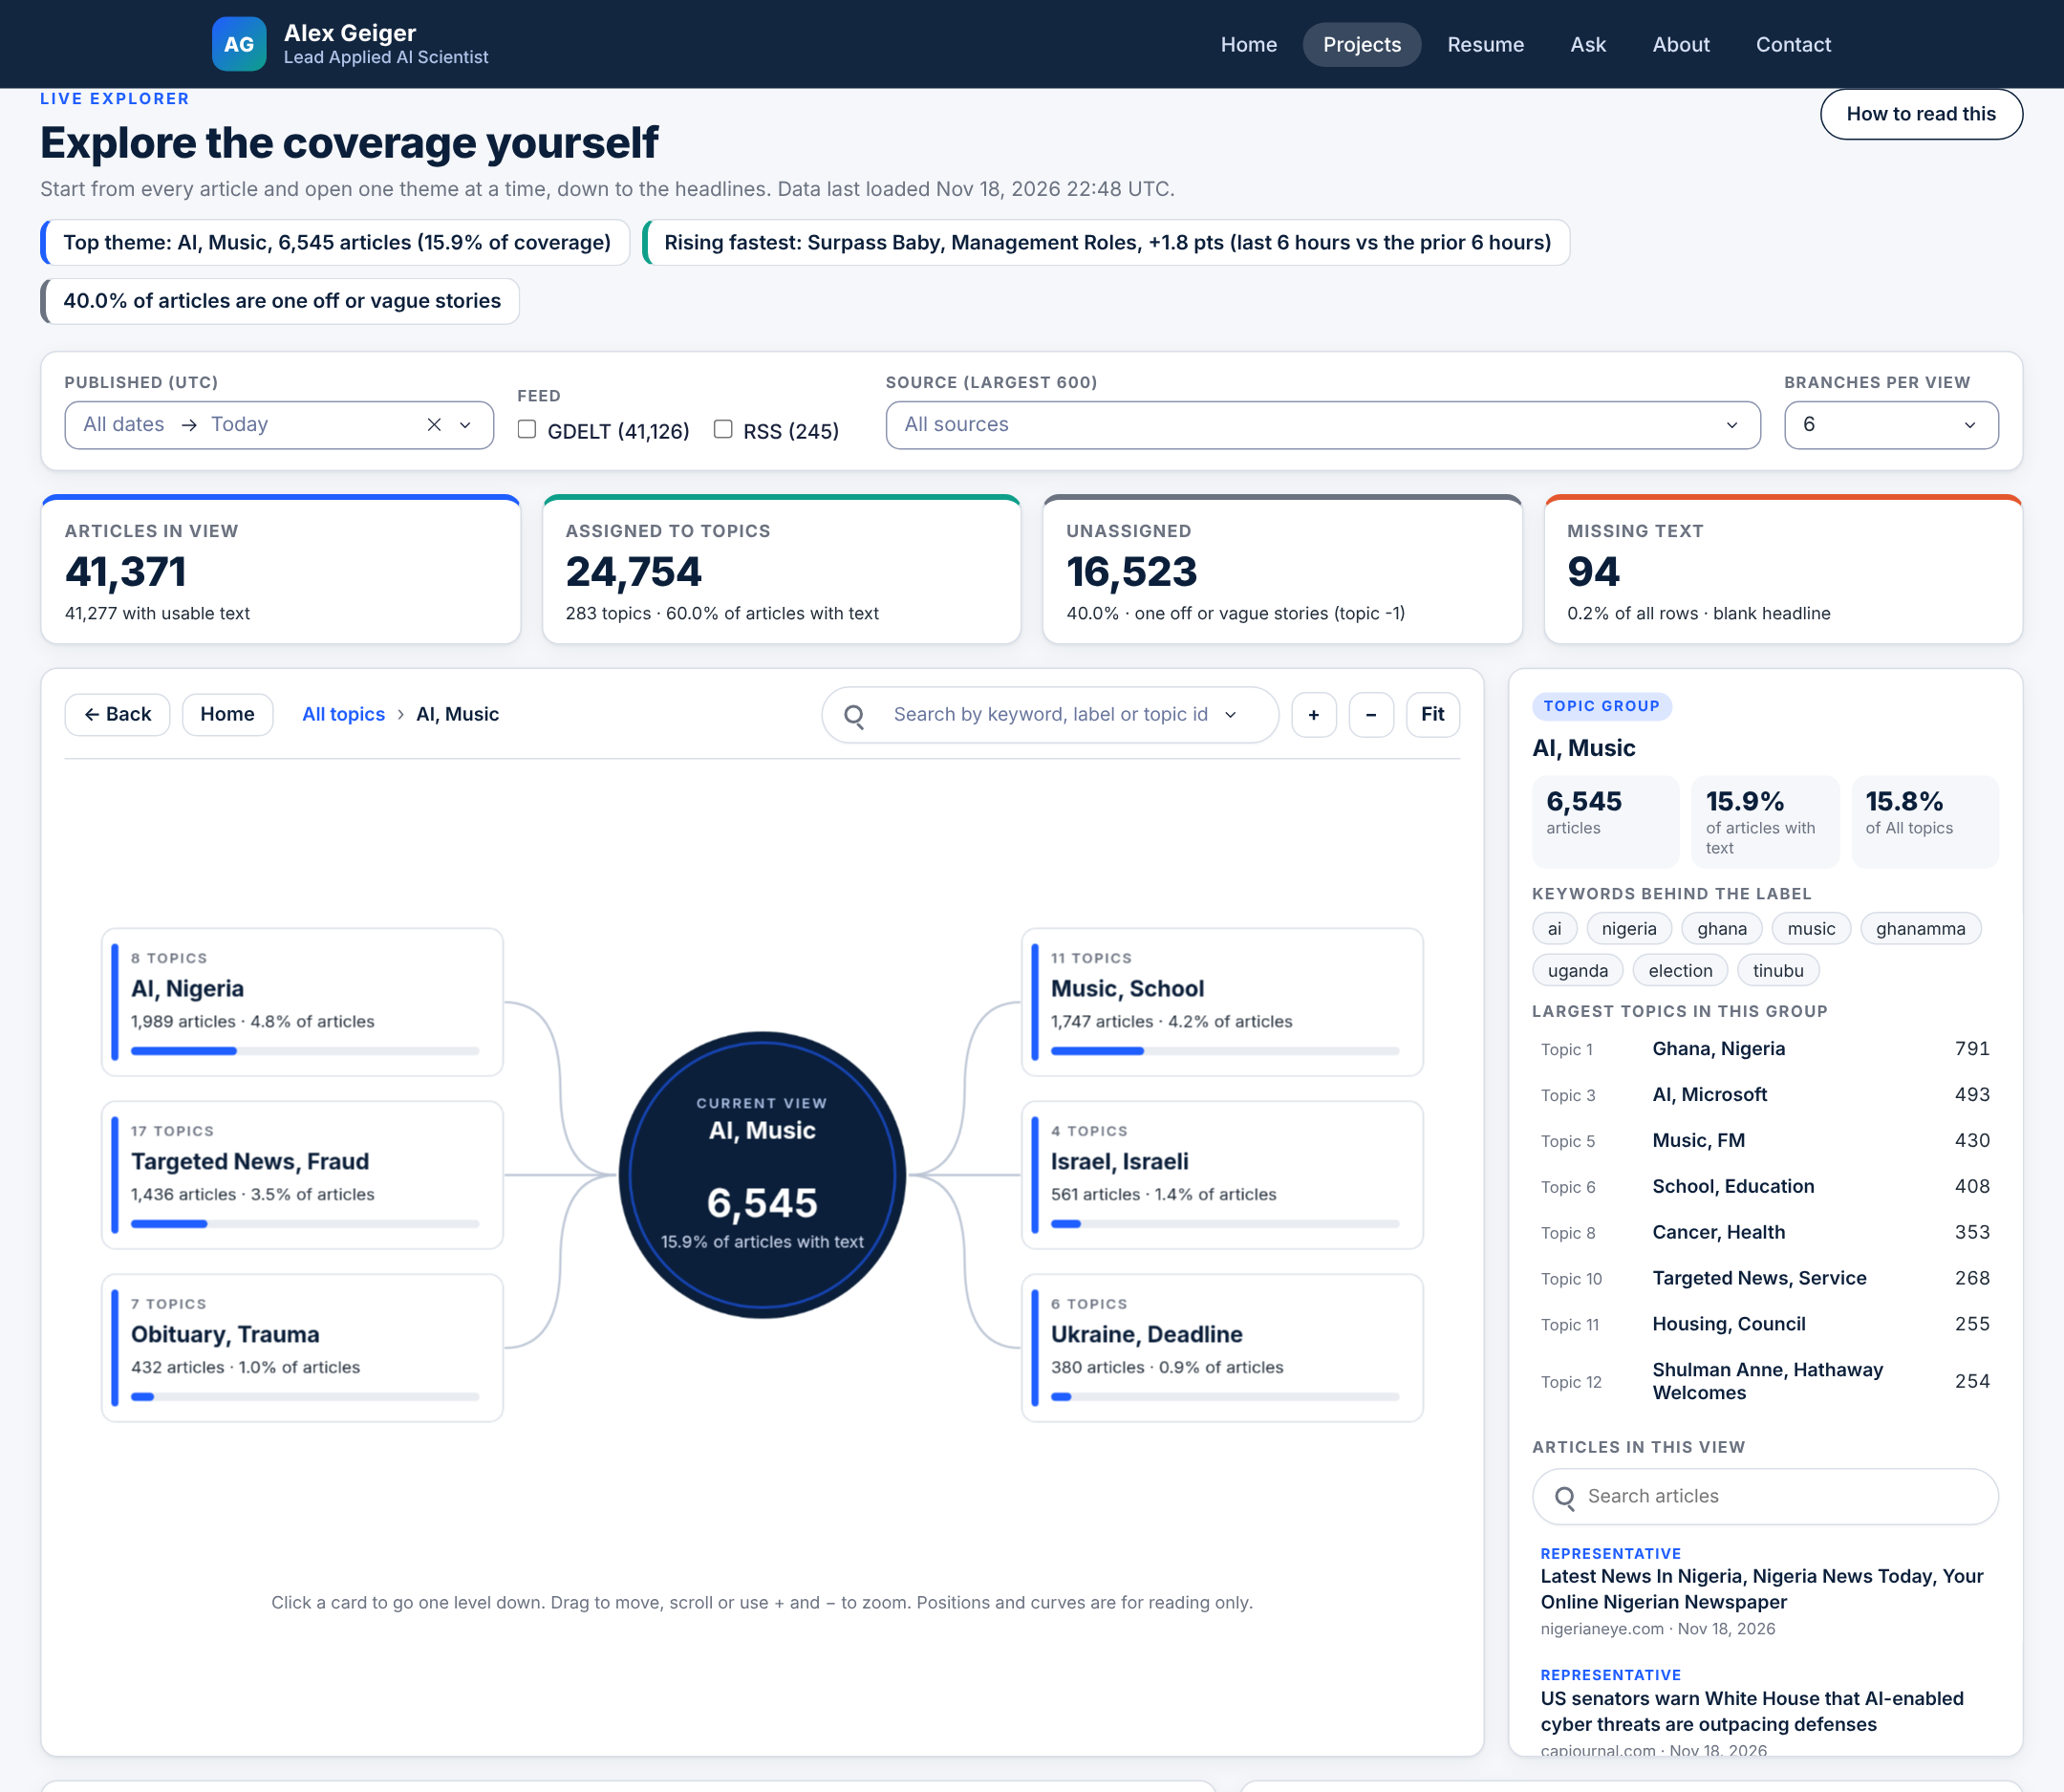 AG
Alex Geiger
Lead Applied AI Scientist
Home
Projects
Resume
Ask
About
Contact
LIVE EXPLORER
Explore the coverage yourself
How to read this
Start from every article and open one theme at a time, down to the headlines. Data last loaded Nov 18, 2026 22:48 UTC.
Top theme: AI, Music, 6,545 articles (15.9% of coverage)
Rising fastest: Surpass Baby, Management Roles, +1.8 pts (last 6 hours vs the prior 6 hours)
40.0% of articles are one off or vague stories
PUBLISHED (UTC)
All dates → Today
FEED
GDELT (41,126)
RSS (245)
SOURCE (LARGEST 600)
All sources
BRANCHES PER VIEW
6
ARTICLES IN VIEW
41,371
41,277 with usable text
ASSIGNED TO TOPICS
24,754
283 topics · 60.0% of articles with text
UNASSIGNED
16,523
40.0% · one off or vague stories (topic -1)
MISSING TEXT
94
0.2% of all rows · blank headline
← Back
Home
All topics › AI, Music
Search by keyword, label or topic id
+
−
Fit
8 TOPICS
AI, Nigeria
1,989 articles · 4.8% of articles
17 TOPICS
Targeted News, Fraud
1,436 articles · 3.5% of articles
7 TOPICS
Obituary, Trauma
432 articles · 1.0% of articles
CURRENT VIEW
AI, Music
6,545
15.9% of articles with text
11 TOPICS
Music, School
1,747 articles · 4.2% of articles
4 TOPICS
Israel, Israeli
561 articles · 1.4% of articles
6 TOPICS
Ukraine, Deadline
380 articles · 0.9% of articles
Click a card to go one level down. Drag to move, scroll or use + and − to zoom. Positions and curves are for reading only.
TOPIC GROUP
AI, Music
6,545
articles
15.9%
of articles with
text
15.8%
of All topics
KEYWORDS BEHIND THE LABEL
ai
nigeria
ghana
music
ghanamma
uganda
election
tinubu
LARGEST TOPICS IN THIS GROUP
Topic 1 Ghana, Nigeria 791
Topic 3 AI, Microsoft 493
Topic 5 Music, FM 430
Topic 6 School, Education 408
Topic 8 Cancer, Health 353
Topic 10 Targeted News, Service 268
Topic 11 Housing, Council 255
Topic 12 Shulman Anne, Hathaway
Welcomes 254
ARTICLES IN THIS VIEW
Search articles
REPRESENTATIVE
Latest News In Nigeria, Nigeria News Today, Your
Online Nigerian Newspaper
nigerianeye.com · Nov 18, 2026
REPRESENTATIVE
US senators warn White House that AI-enabled
cyber threats are outpacing defenses
capjournal.com · Nov 18, 2026